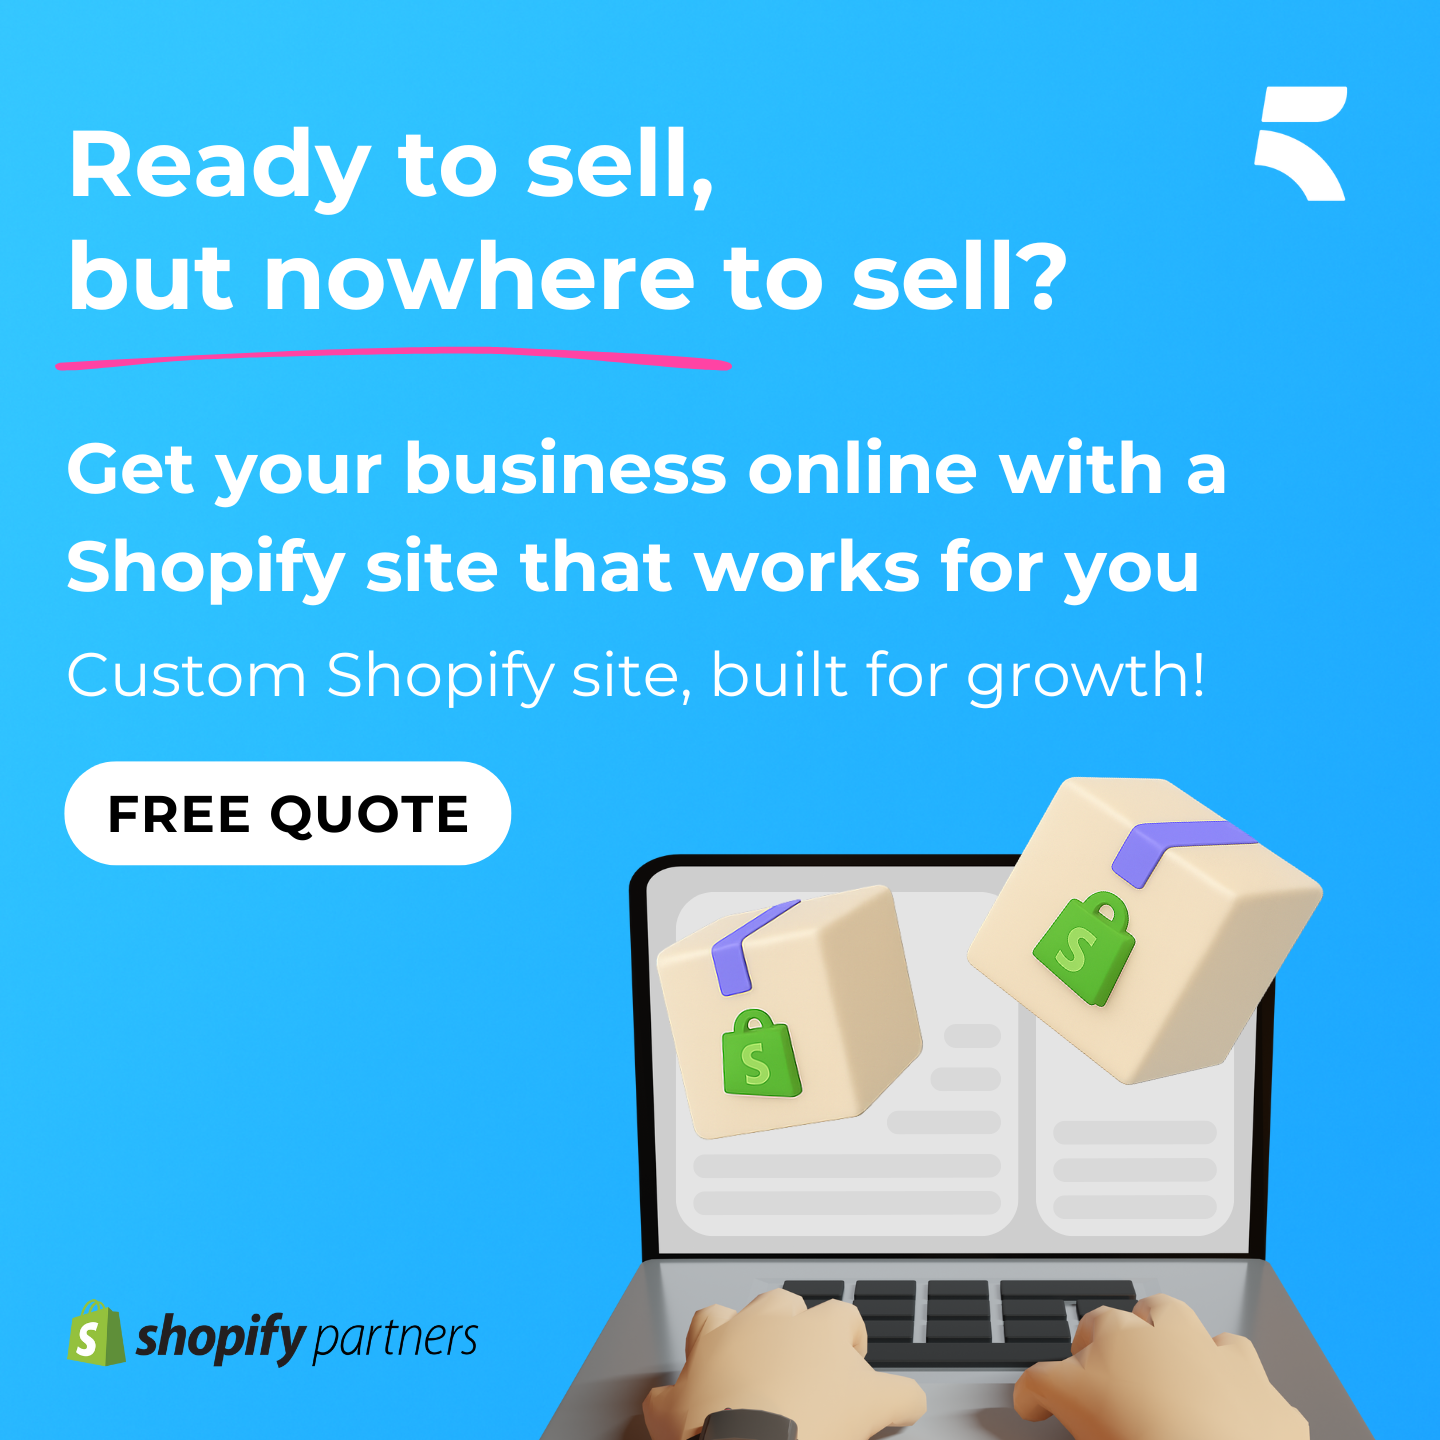 Ready to sell,
but nowhere to sell?
Get your business online with a
Shopify site that works for you
Custom Shopify site, built for growth!
FREE QUOTE
S
S
S
shopify partners